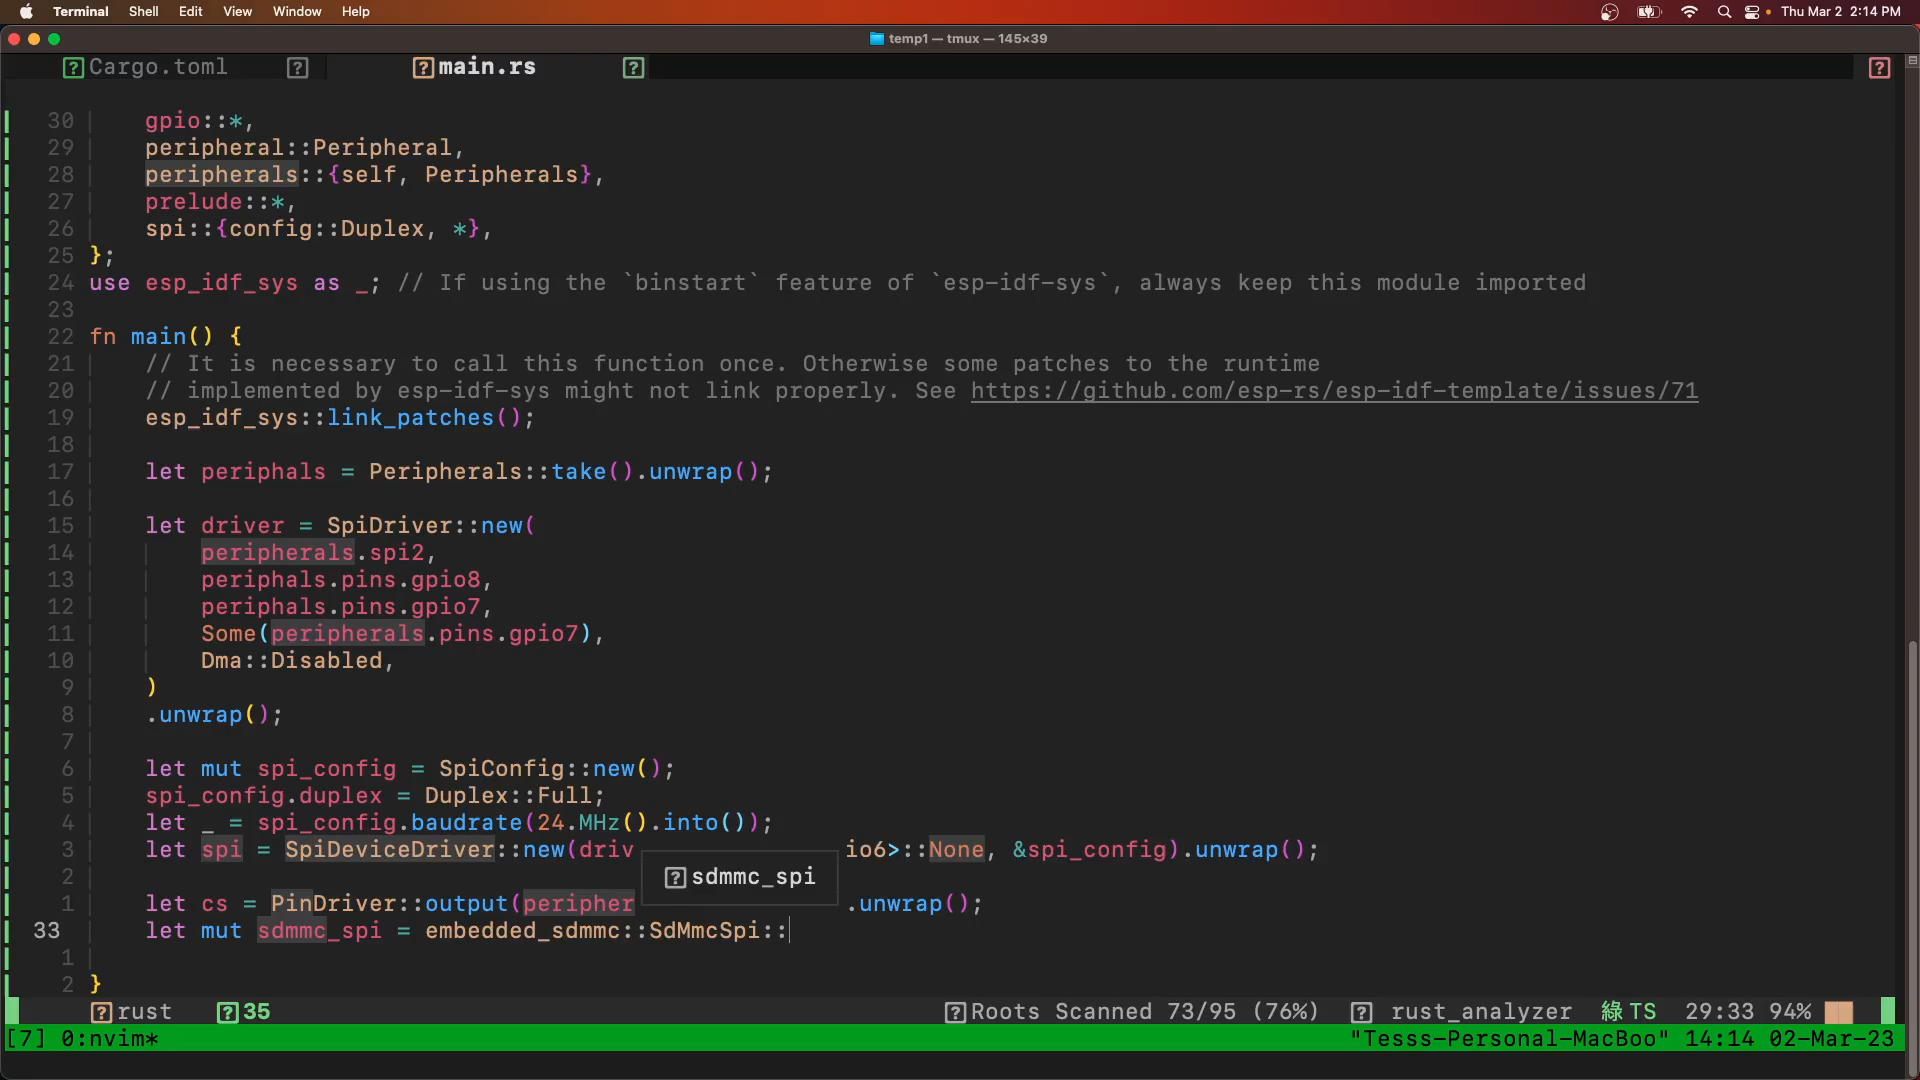 Terminal Shell Edit View Window Help Thu Mar 2 2:14 PM
temp1 — tmux — 145×39
Cargo.toml main.rs
30 gpio::*,
29 peripheral::Peripheral,
28 peripherals::{self, Peripherals},
27 prelude::*,
26 spi::{config::Duplex, *},
25 };
24 use esp_idf_sys as _; // If using the `binstart` feature of `esp-idf-sys`, always keep this module imported
23
22 fn main() {
21 // It is necessary to call this function once. Otherwise some patches to the runtime
20 // implemented by esp-idf-sys might not link properly. See https://github.com/esp-rs/esp-idf-template/issues/71
19 esp_idf_sys::link_patches();
18
17 let periphals = Peripherals::take().unwrap();
16
15 let driver = SpiDriver::new(
14 peripherals.spi2,
13 periphals.pins.gpio8,
12 periphals.pins.gpio7,
11 Some(peripherals.pins.gpio7),
10 Dma::Disabled,
9 )
8 .unwrap();
7
6 let mut spi_config = SpiConfig::new();
5 spi_config.duplex = Duplex::Full;
4 let _ = spi_config.baudrate(24.MHz().into());
3 let spi = SpiDeviceDriver::new(driv io6>::None, &spi_config).unwrap();
2 sdmmc_spi
1 let cs = PinDriver::output(peripher .unwrap();
33 let mut sdmmc_spi = embedded_sdmmc::SdMmcSpi::
1
2 }
rust 35 Roots Scanned 73/95 (76%) rust_analyzer 綠 TS 29:33 94%
[7] 0:nvim* "Tesss-Personal-MacBoo" 14:14 02-Mar-23